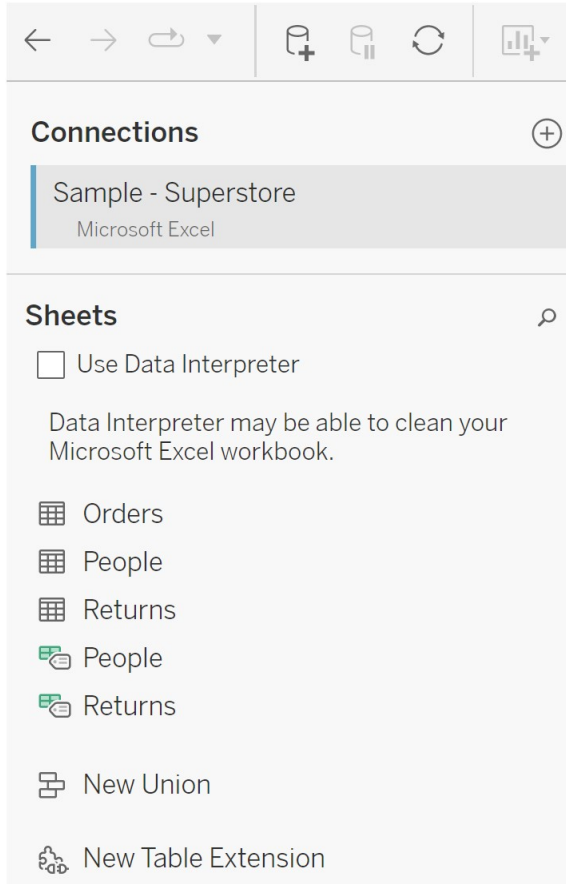 Connections
Sample - Superstore
Microsoft Excel
Sheets
Use Data Interpreter
Data Interpreter may be able to clean your
Microsoft Excel workbook.
Orders
People
Returns
People
Returns
New Union
New Table Extension